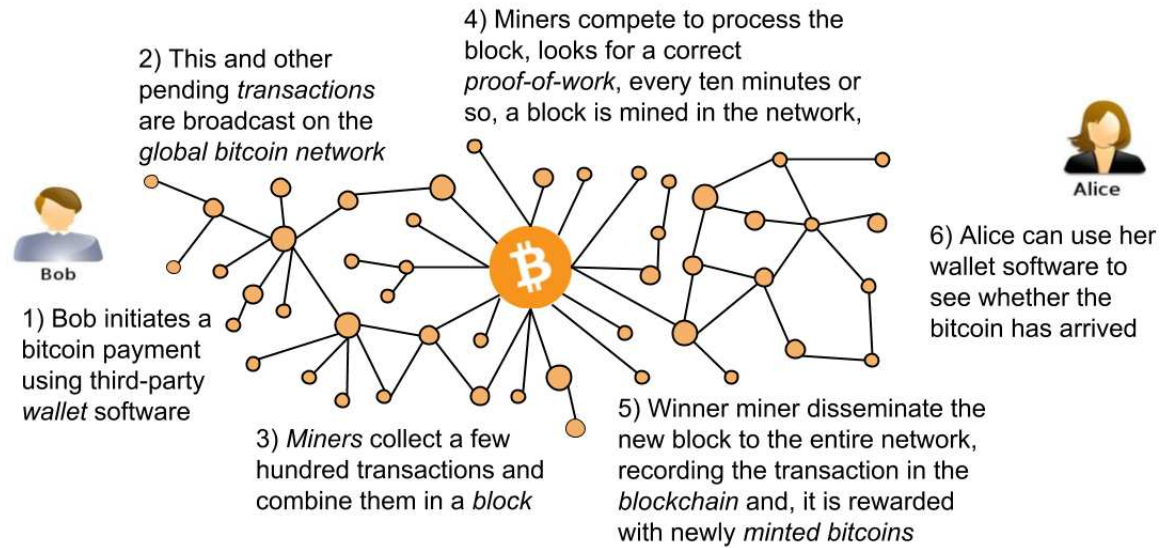 Bob
1) Bob initiates a
bitcoin payment
using third-party
wallet software
2) This and other
pending transactions
are broadcast on the
global bitcoin network
3) Miners collect a few
hundred transactions and
combine them in a block
4) Miners compete to process the
block, looks for a correct
proof-of-work, every ten minutes or
so, a block is mined in the network,
5) Winner miner disseminate the
new block to the entire network,
recording the transaction in the
blockchain and, it is rewarded
with newly minted bitcoins
Alice
6) Alice can use her
wallet software to
see whether the
bitcoin has arrived